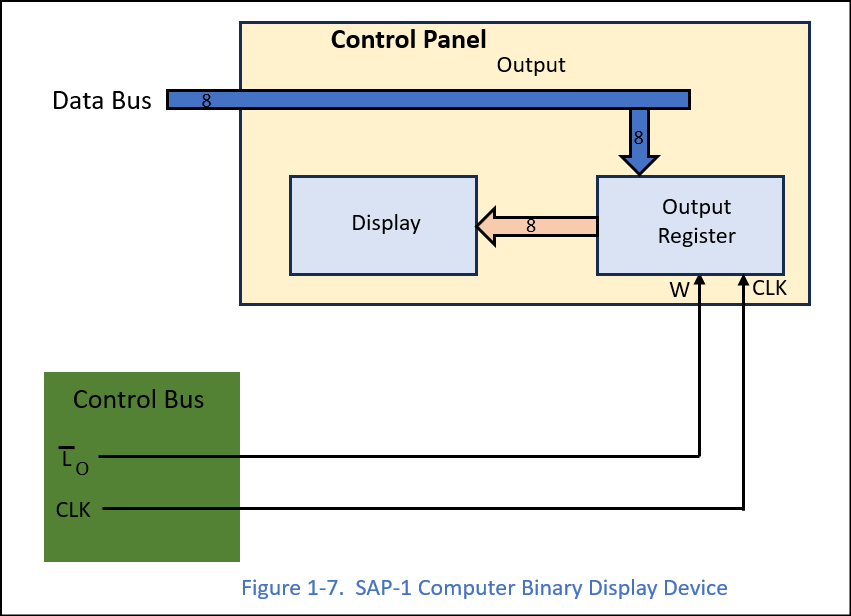 Control Panel
Output
Data Bus
8
8
Display
8
Output
Register
W
CLK
Control Bus
L̅O
CLK
Figure 1-7. SAP-1 Computer Binary Display Device